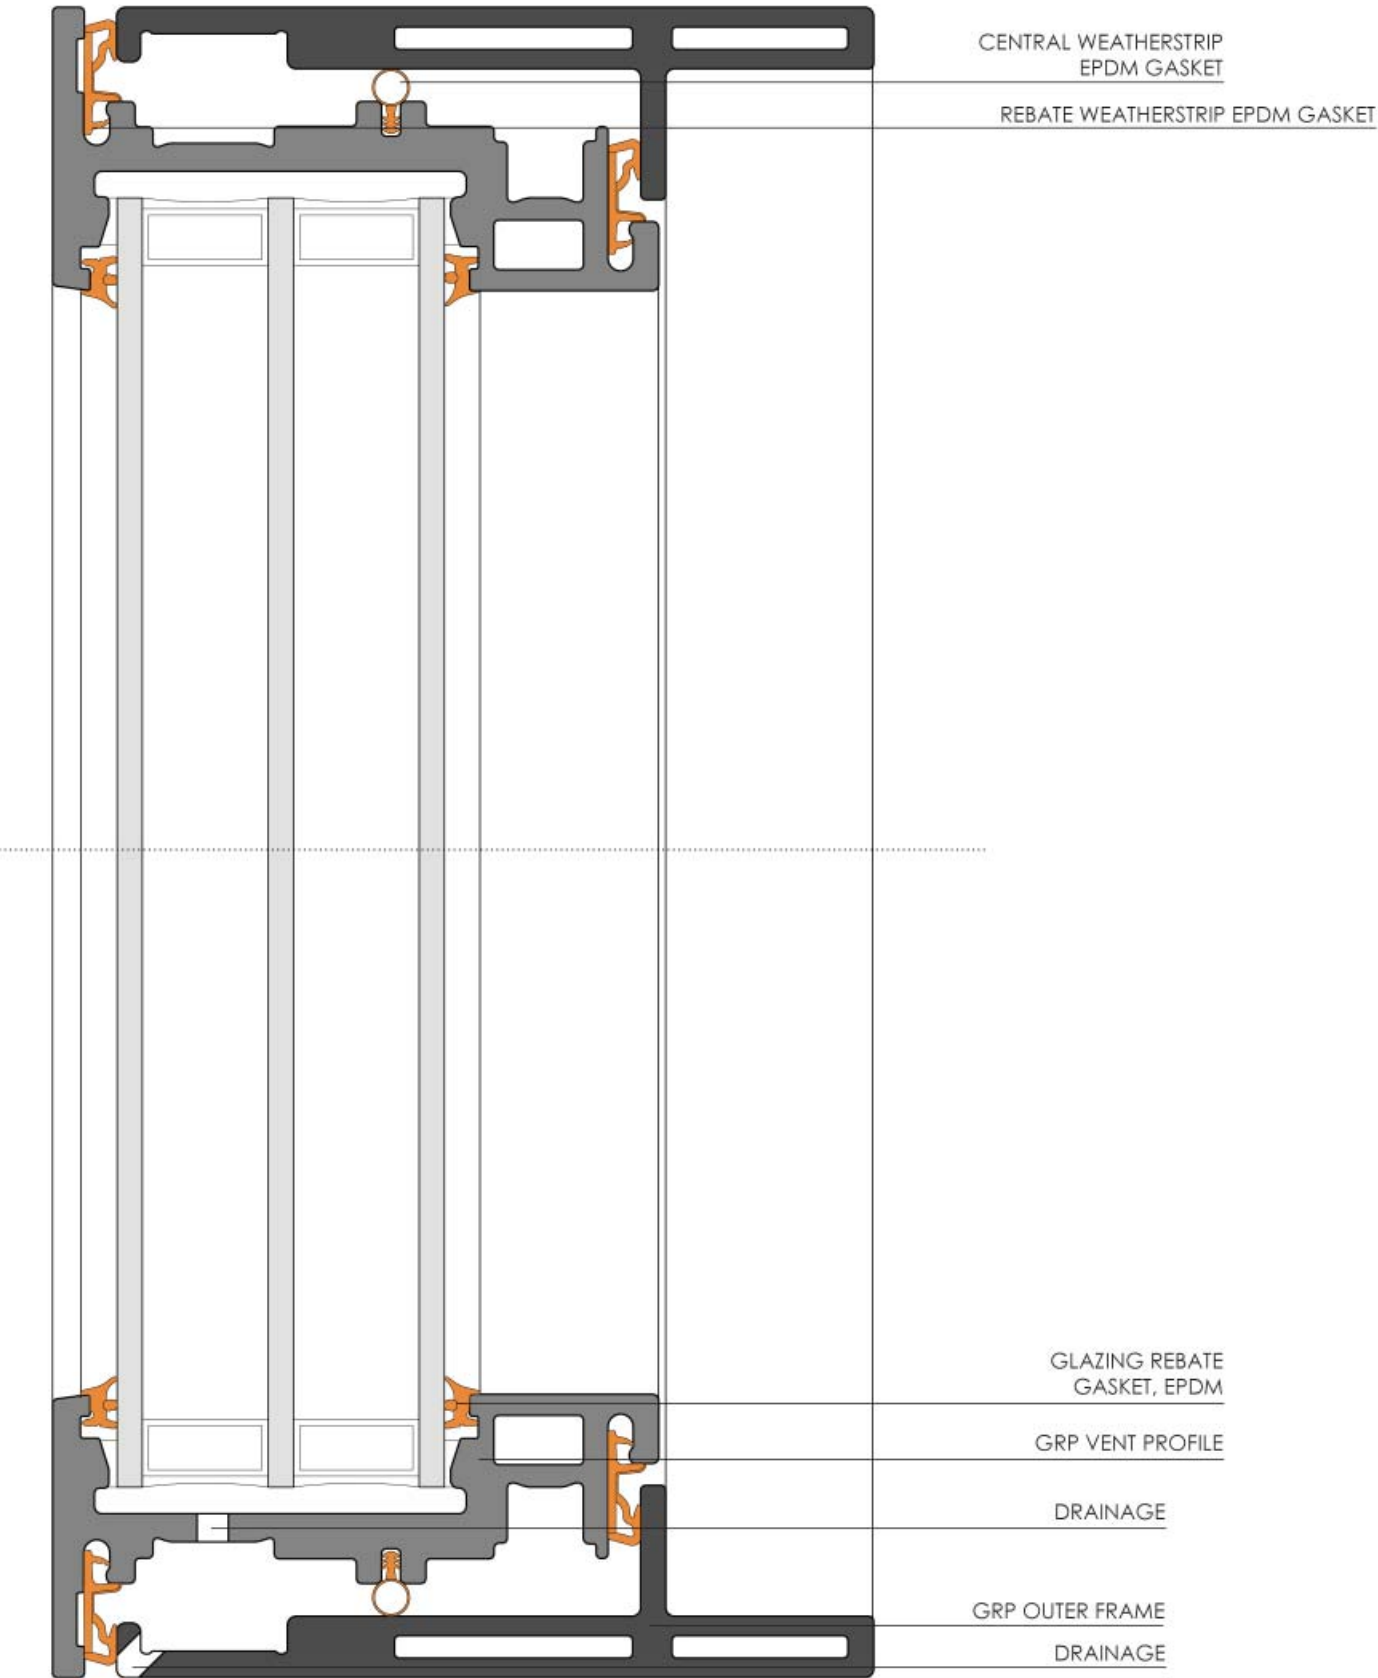 CENTRAL WEATHERSTRIP
EPDM GASKET
REBATE WEATHERSTRIP EPDM GASKET
GLAZING REBATE
GASKET, EPDM
GRP VENT PROFILE
DRAINAGE
GRP OUTER FRAME
DRAINAGE